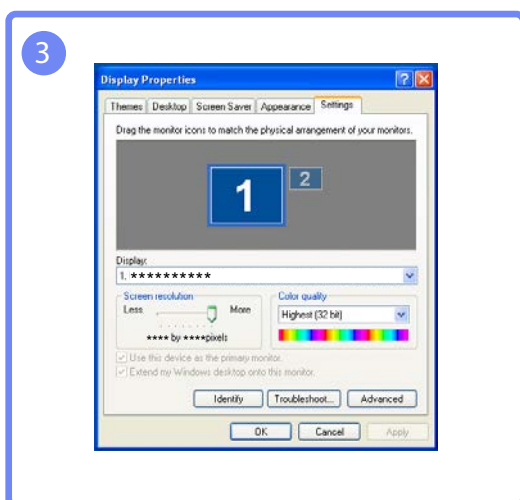 3
Display Properties
Themes Desktop Screen Saver Appearance Settings
Drag the monitor icons to match the physical arrangement of your monitors.
1 2
Display:
1. **********
Screen resolution
Less More
**** by ****pixels
Color quality
Highest (32 bit)
Use this device as the primary monitor.
Extend my Windows desktop onto this monitor.
Identify Troubleshoot... Advanced
OK Cancel Apply